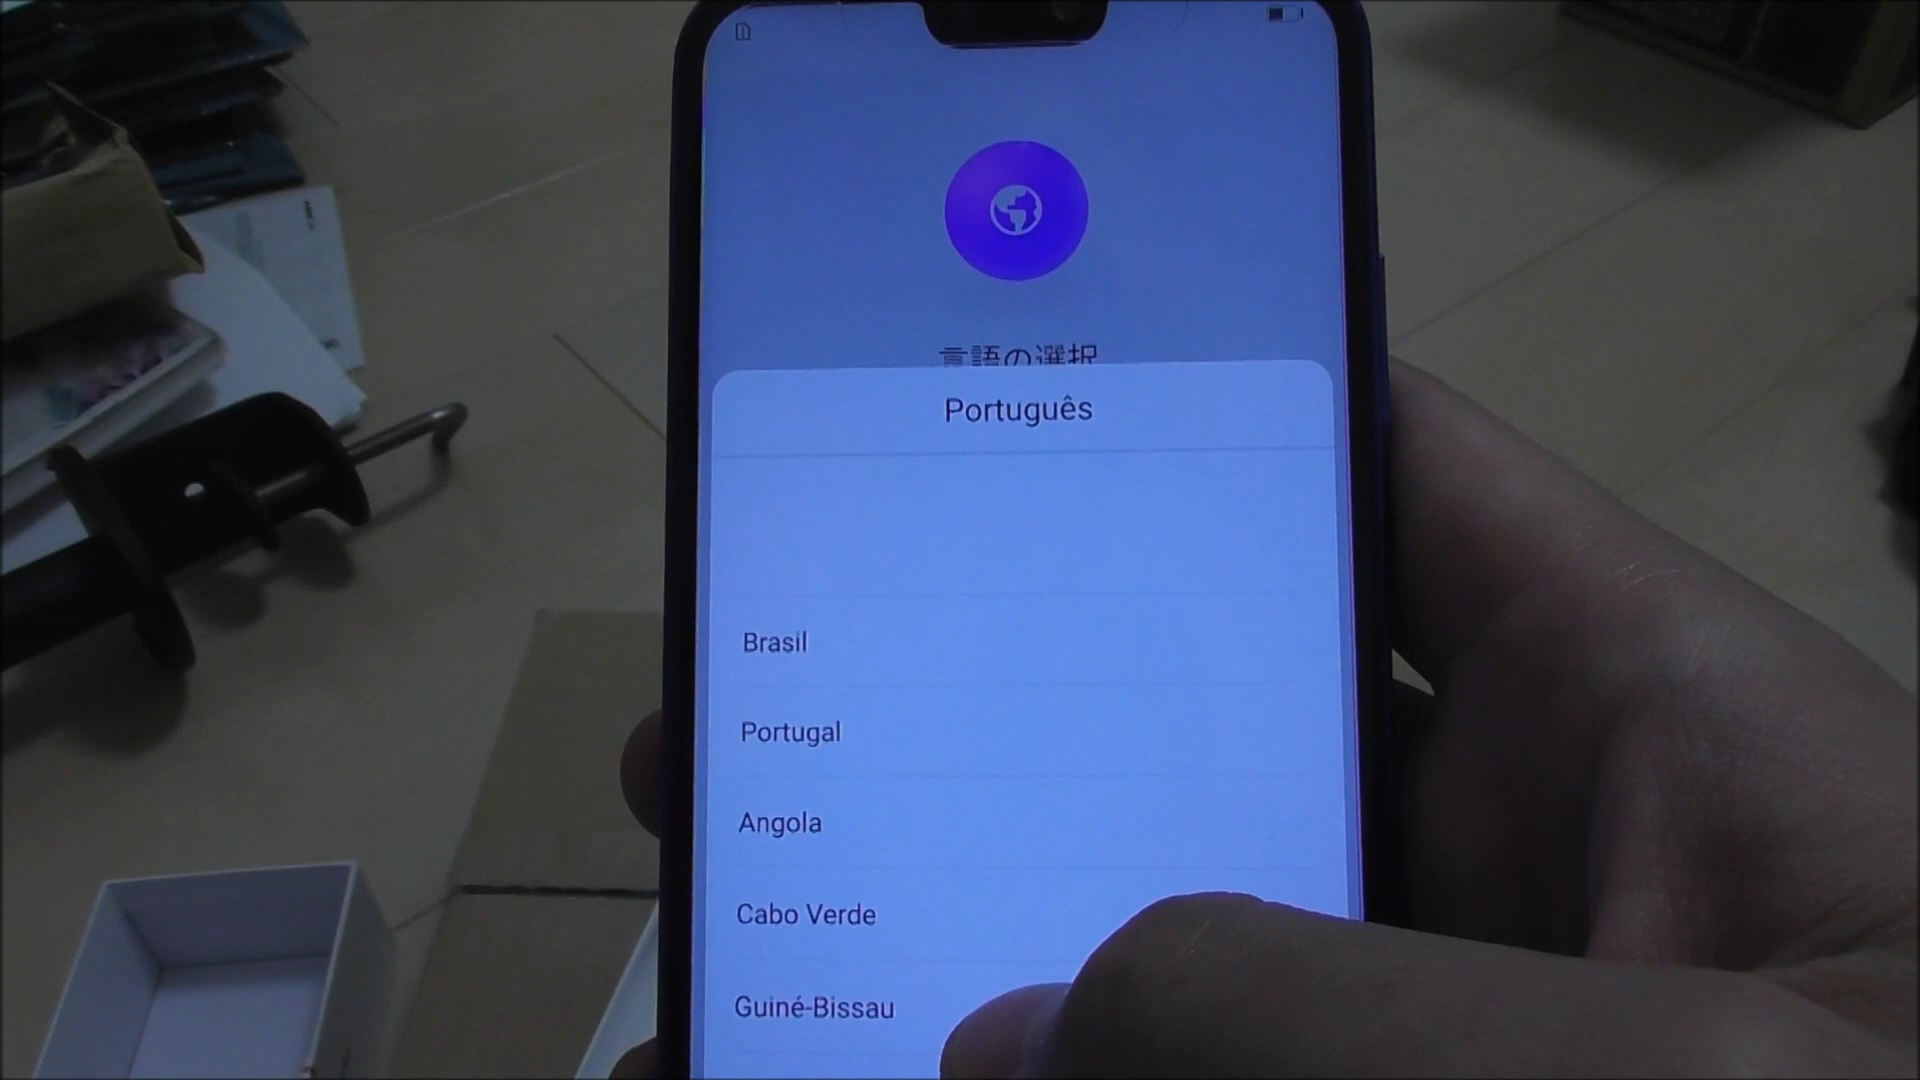 言語の選択
Português
Brasil
Portugal
Angola
Cabo Verde
Guiné-Bissau